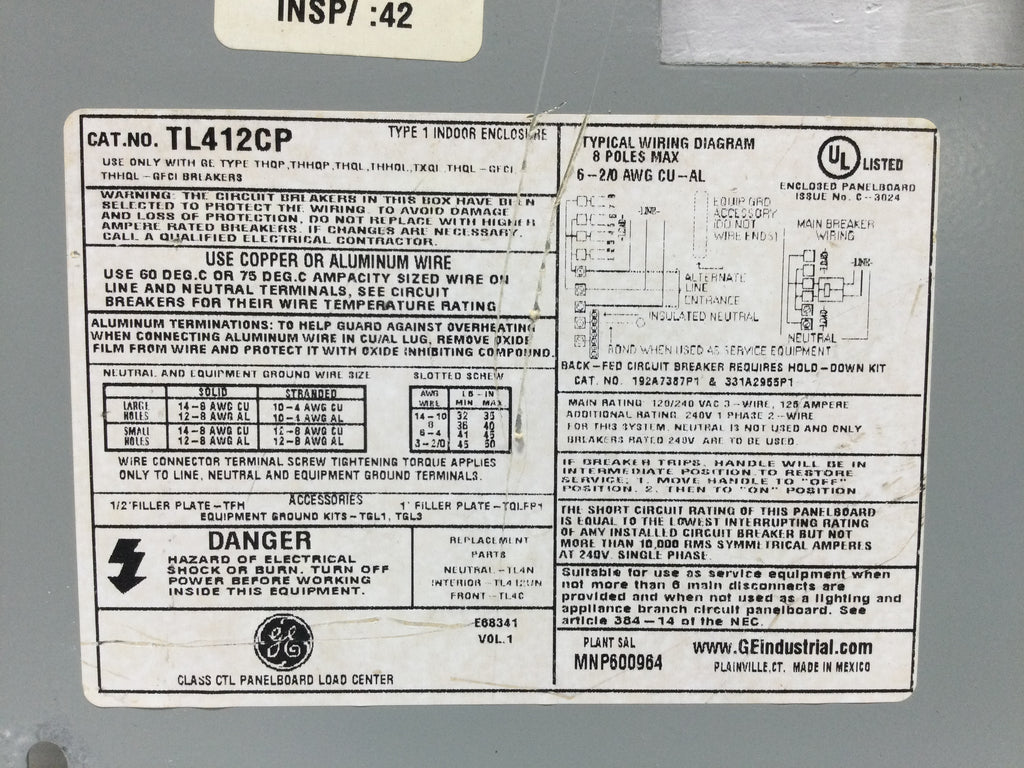 INSP/ :42
CAT.NO. TL412CP
TYPE 1 INDOOR ENCLOSURE
USE ONLY WITH GE TYPE THQP,THHQP,THQL,THHQL,TXQL,THQL-GFCI
THHQL-GFCI BREAKERS
WARNING: THE CIRCUIT BREAKERS IN THIS BOX HAVE BEEN
SELECTED TO PROTECT THE WIRING. TO AVOID DAMAGE
AND LOSS OF PROTECTION, DO NOT REPLACE WITH HIGHER
AMPERE RATED BREAKERS. IF CHANGES ARE NECESSARY,
CALL A QUALIFIED ELECTRICAL CONTRACTOR.
USE COPPER OR ALUMINUM WIRE
USE 60 DEG.C OR 75 DEG.C AMPACITY SIZED WIRE ON
LINE AND NEUTRAL TERMINALS, SEE CIRCUIT
BREAKERS FOR THEIR WIRE TEMPERATURE RATING
ALUMINUM TERMINATIONS: TO HELP GUARD AGAINST OVERHEATING
WHEN CONNECTING ALUMINUM WIRE IN CU/AL LUG, REMOVE OXIDE
FILM FROM WIRE AND PROTECT IT WITH OXIDE INHIBITING COMPOUND.
NEUTRAL AND EQUIPMENT GROUND WIRE SIZE
SOLID STRANDED
LARGE HOLES 14-8 AWG CU 10-4 AWG CU
12-8 AWG AL 10-4 AWG AL
SMALL HOLES 14-8 AWG CU 12-8 AWG CU
12-8 AWG AL 12-8 AWG AL
SLOTTED SCREW
AWG WIRE LB-IN
MIN MAX
14-10 32 35
8 36 40
6-4 41 45
3-2/0 45 50
WIRE CONNECTOR TERMINAL SCREW TIGHTENING TORQUE APPLIES
ONLY TO LINE, NEUTRAL AND EQUIPMENT GROUND TERMINALS.
ACCESSORIES
1/2"FILLER PLATE-TFH 1" FILLER PLATE-TQLFP1
EQUIPMENT GROUND KITS-TGL1, TGL3
DANGER
HAZARD OF ELECTRICAL
SHOCK OR BURN. TURN OFF
POWER BEFORE WORKING
INSIDE THIS EQUIPMENT.
REPLACEMENT
PARTS
NEUTRAL-TL4N
INTERIOR-TL412UN
FRONT-TL4C
GE
E68341
VOL.1
CLASS CTL PANELBOARD LOAD CENTER
TYPICAL WIRING DIAGRAM
8 POLES MAX
6-2/0 AWG CU-AL
UL LISTED
ENCLOSED PANELBOARD
ISSUE No. C-3024
EQUIP GRD
ACCESSORY
(DO NOT
WIRE ENDS)
MAIN BREAKER
WIRING
-LINE-
-LOAD-
-LINE-
-LOAD-
ALTERNATE
LINE
ENTRANCE
INSULATED NEUTRAL
NEUTRAL
BOND WHEN USED AS SERVICE EQUIPMENT
BACK-FED CIRCUIT BREAKER REQUIRES HOLD-DOWN KIT
CAT. NO. 192A7387P1 & 331A2955P1
MAIN RATING 120/240 VAC 3-WIRE, 125 AMPERE
ADDITIONAL RATING 240V 1 PHASE 2-WIRE
FOR THIS SYSTEM, NEUTRAL IS NOT USED AND ONLY
BREAKERS RATED 240V ARE TO BE USED.
IF BREAKER TRIPS, HANDLE WILL BE IN
INTERMEDIATE POSITION. TO RESTORE
SERVICE, 1. MOVE HANDLE TO "OFF"
POSITION. 2. THEN TO "ON" POSITION
THE SHORT CIRCUIT RATING OF THIS PANELBOARD
IS EQUAL TO THE LOWEST INTERRUPTING RATING
OF ANY INSTALLED CIRCUIT BREAKER BUT NOT
MORE THAN 10,000 RMS SYMMETRICAL AMPERES
AT 240V. SINGLE PHASE.
Suitable for use as service equipment when
not more than 6 main disconnects are
provided and when not used as a lighting and
appliance branch circuit panelboard. See
article 384-14 of the NEC.
PLANT SAL
MNP600964
www.GEindustrial.com
PLAINVILLE,CT. MADE IN MEXICO